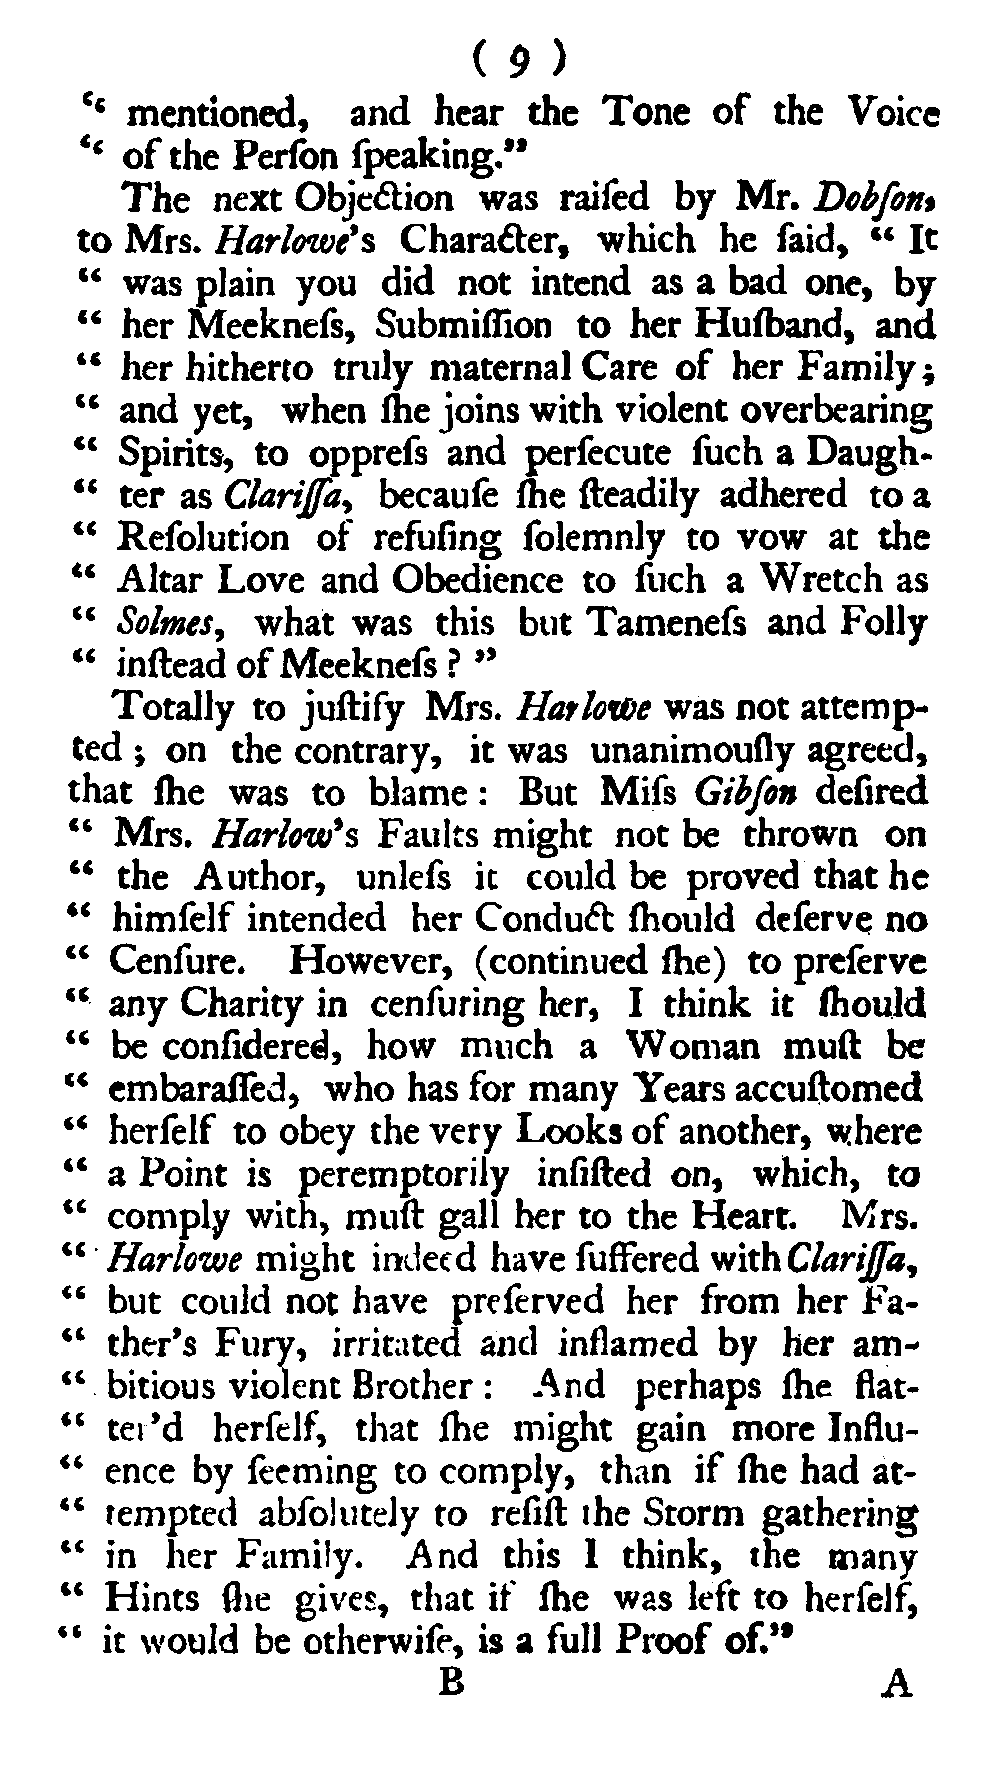 ( 9 )
“ mentioned, and hear the Tone of the Voice
“ of the Perſon ſpeaking.”
The next Objection was raiſed by Mr. Dobſon,
to Mrs. Harlowe's Character, which he ſaid, “ It
“ was plain you did not intend as a bad one, by
“ her Meekneſs, Submiſſion to her Huſband, and
“ her hitherto truly maternal Care of her Family;
“ and yet, when ſhe joins with violent overbearing
“ Spirits, to oppreſs and perſecute ſuch a Daugh-
“ ter as Clariſſa, becauſe ſhe ſteadily adhered to a
“ Reſolution of refuſing ſolemnly to vow at the
“ Altar Love and Obedience to ſuch a Wretch as
“ Solmes, what was this but Tameneſs and Folly
“ inſtead of Meekneſs ? ”
Totally to juſtify Mrs. Harlowe was not attemp-
ted ; on the contrary, it was unanimouſly agreed,
that ſhe was to blame : But Miſs Gibſon deſired
“ Mrs. Harlow's Faults might not be thrown on
“ the Author, unleſs it could be proved that he
“ himſelf intended her Conduct ſhould deſerve no
“ Cenſure. However, (continued ſhe) to preſerve
“ any Charity in cenſuring her, I think it ſhould
“ be conſidered, how much a Woman muſt be
“ embaraſſed, who has for many Years accuſtomed
“ herſelf to obey the very Looks of another, where
“ a Point is peremptorily inſiſted on, which, to
“ comply with, muſt gall her to the Heart. Mrs.
“ Harlowe might indeed have ſuffered with Clariſſa,
“ but could not have preſerved her from her Fa-
“ ther's Fury, irritated and inflamed by her am-
“ bitious violent Brother : And perhaps ſhe flat-
“ ter'd herſelf, that ſhe might gain more Influ-
“ ence by ſeeming to comply, than if ſhe had at-
“ tempted abſolutely to reſiſt the Storm gathering
“ in her Family. And this I think, the many
“ Hints ſhe gives, that if ſhe was left to herſelf,
“ it would be otherwiſe, is a full Proof of.”
B A